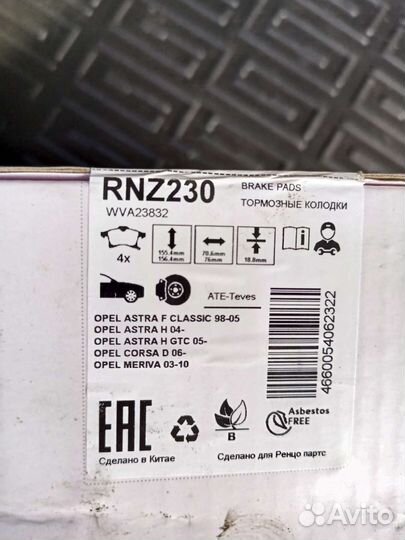 RNZ230
BRAKE PADS
ТОРМОЗНЫЕ КОЛОДКИ
WVA23832
4x
155.4mm
156.4mm
70.6mm
76mm
18.8mm
ATE-Teves
OPEL ASTRA F CLASSIC 98-05
OPEL ASTRA H 04-
OPEL ASTRA H GTC 05-
OPEL CORSA D 06-
OPEL MERIVA 03-10
4660054062322
EAC
B
Asbestos
FREE
Сделано в Китае
Сделано для Ренцо партс
Avito